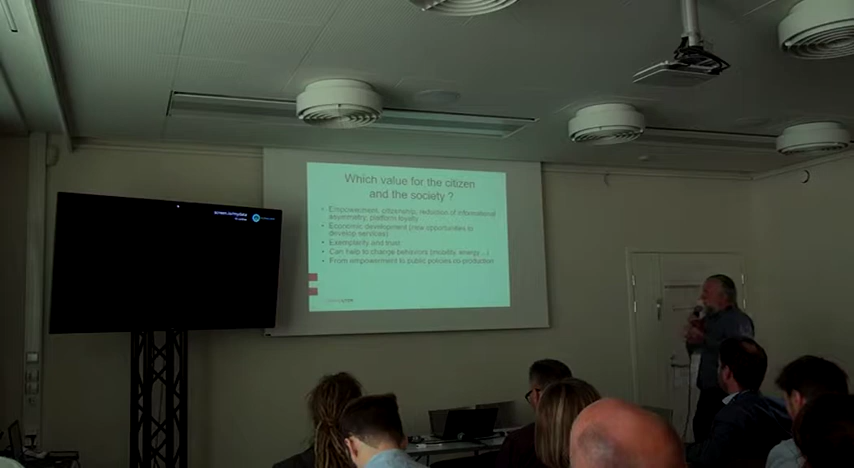 Which value for the citizen
and the society ?
• Empowerment, citizenship, reduction of informational
asymmetry, platform loyalty
• Economic development (new opportunities to
develop services)
• Exemplarity and trust
• Can help to change behaviors (mobility, energy ...)
• From empowerment to public policies co-production